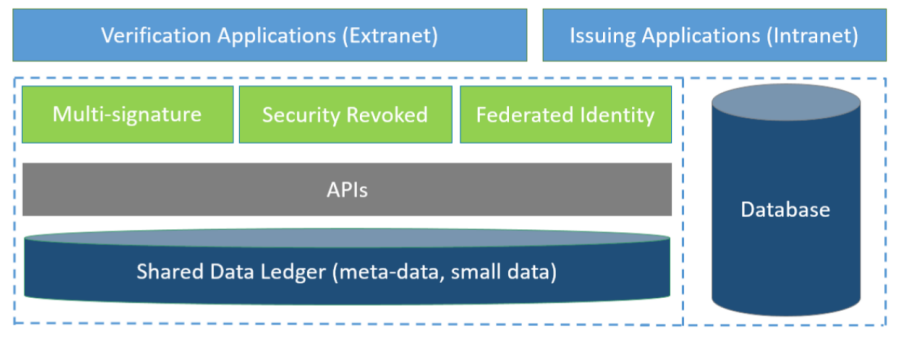 Verification Applications (Extranet)
Issuing Applications (Intranet)
Multi-signature
Security Revoked
Federated Identity
APIs
Database
Shared Data Ledger (meta-data, small data)